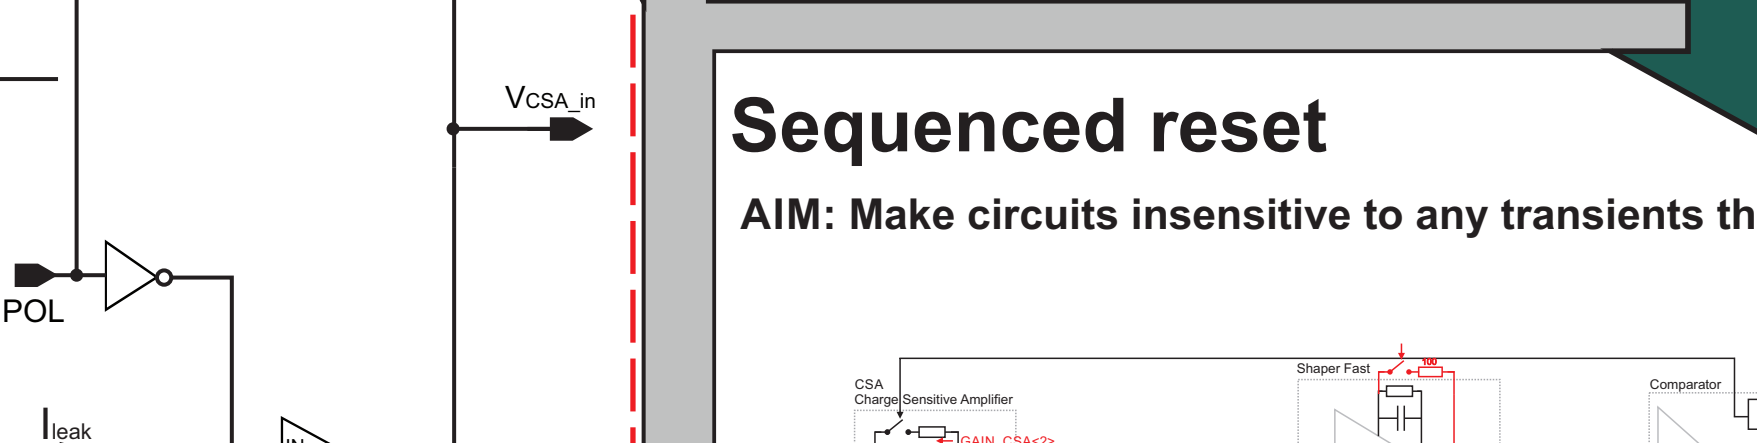 VCSA_in
POL
Ileak
IN
Sequenced reset
AIM: Make circuits insensitive to any transients th
100
Shaper Fast
CSA
Charge Sensitive Amplifier
Comparator
GAIN_CSA<2>